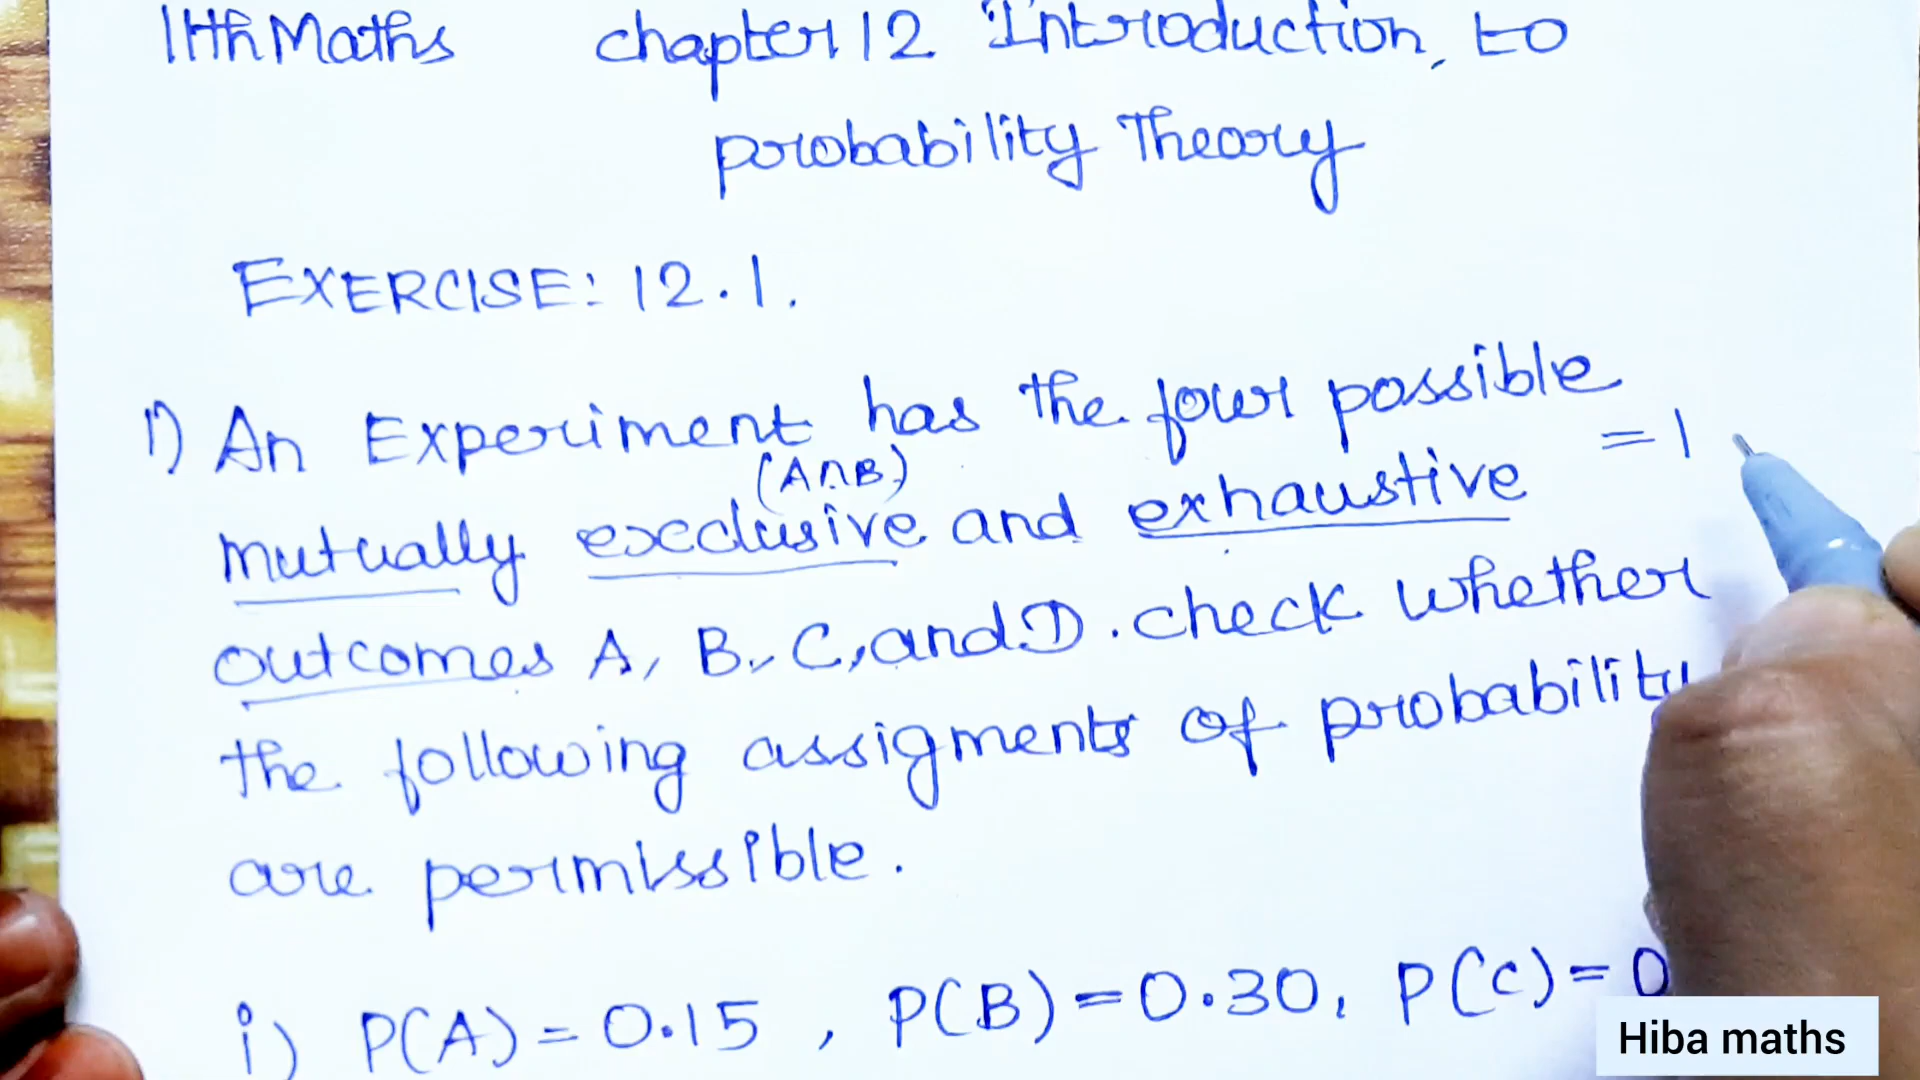 11th Maths chapter 12 Introduction to
probability Theory
EXERCISE: 12.1.
1) An Experiment has the four possible
(A∩B) = 1
mutually exclusive and exhaustive
outcomes A, B, C, and D. check whether
the following assigments of probability
are permissible.
i) P(A) = 0.15, P(B) = 0.30, P(C) = 0
Hiba maths